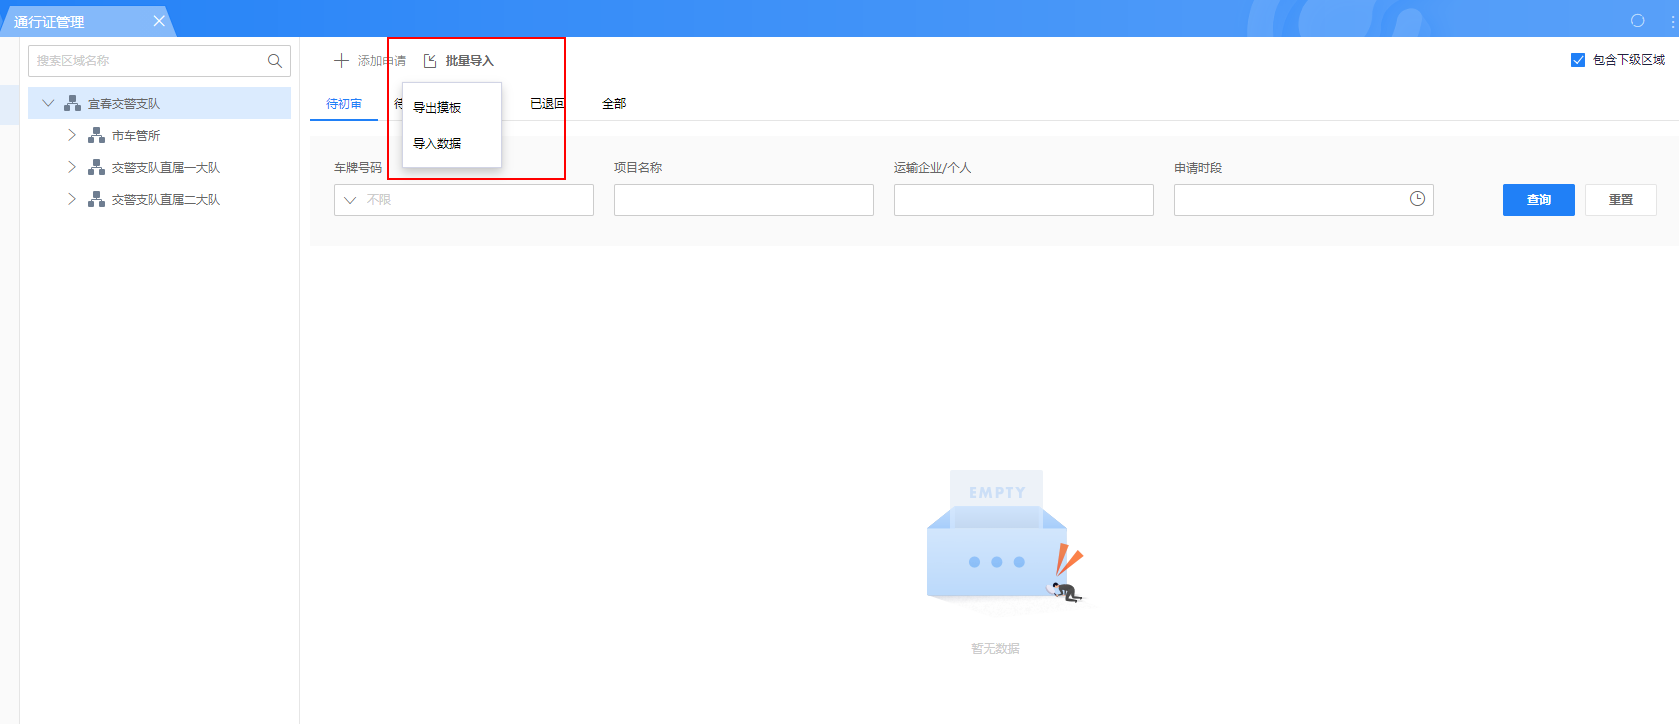 通行证管理
搜索区域名称
宜春交警支队
市车管所
交警支队直属一大队
交警支队直属二大队
添加申请 批量导入 包含下级区域
导出摸板
导入数据
待初审 待 已退回 全部
车牌号码 项目名称 运输企业/个人 申请时段
不限 查询 重置
EMPTY
暂无数据